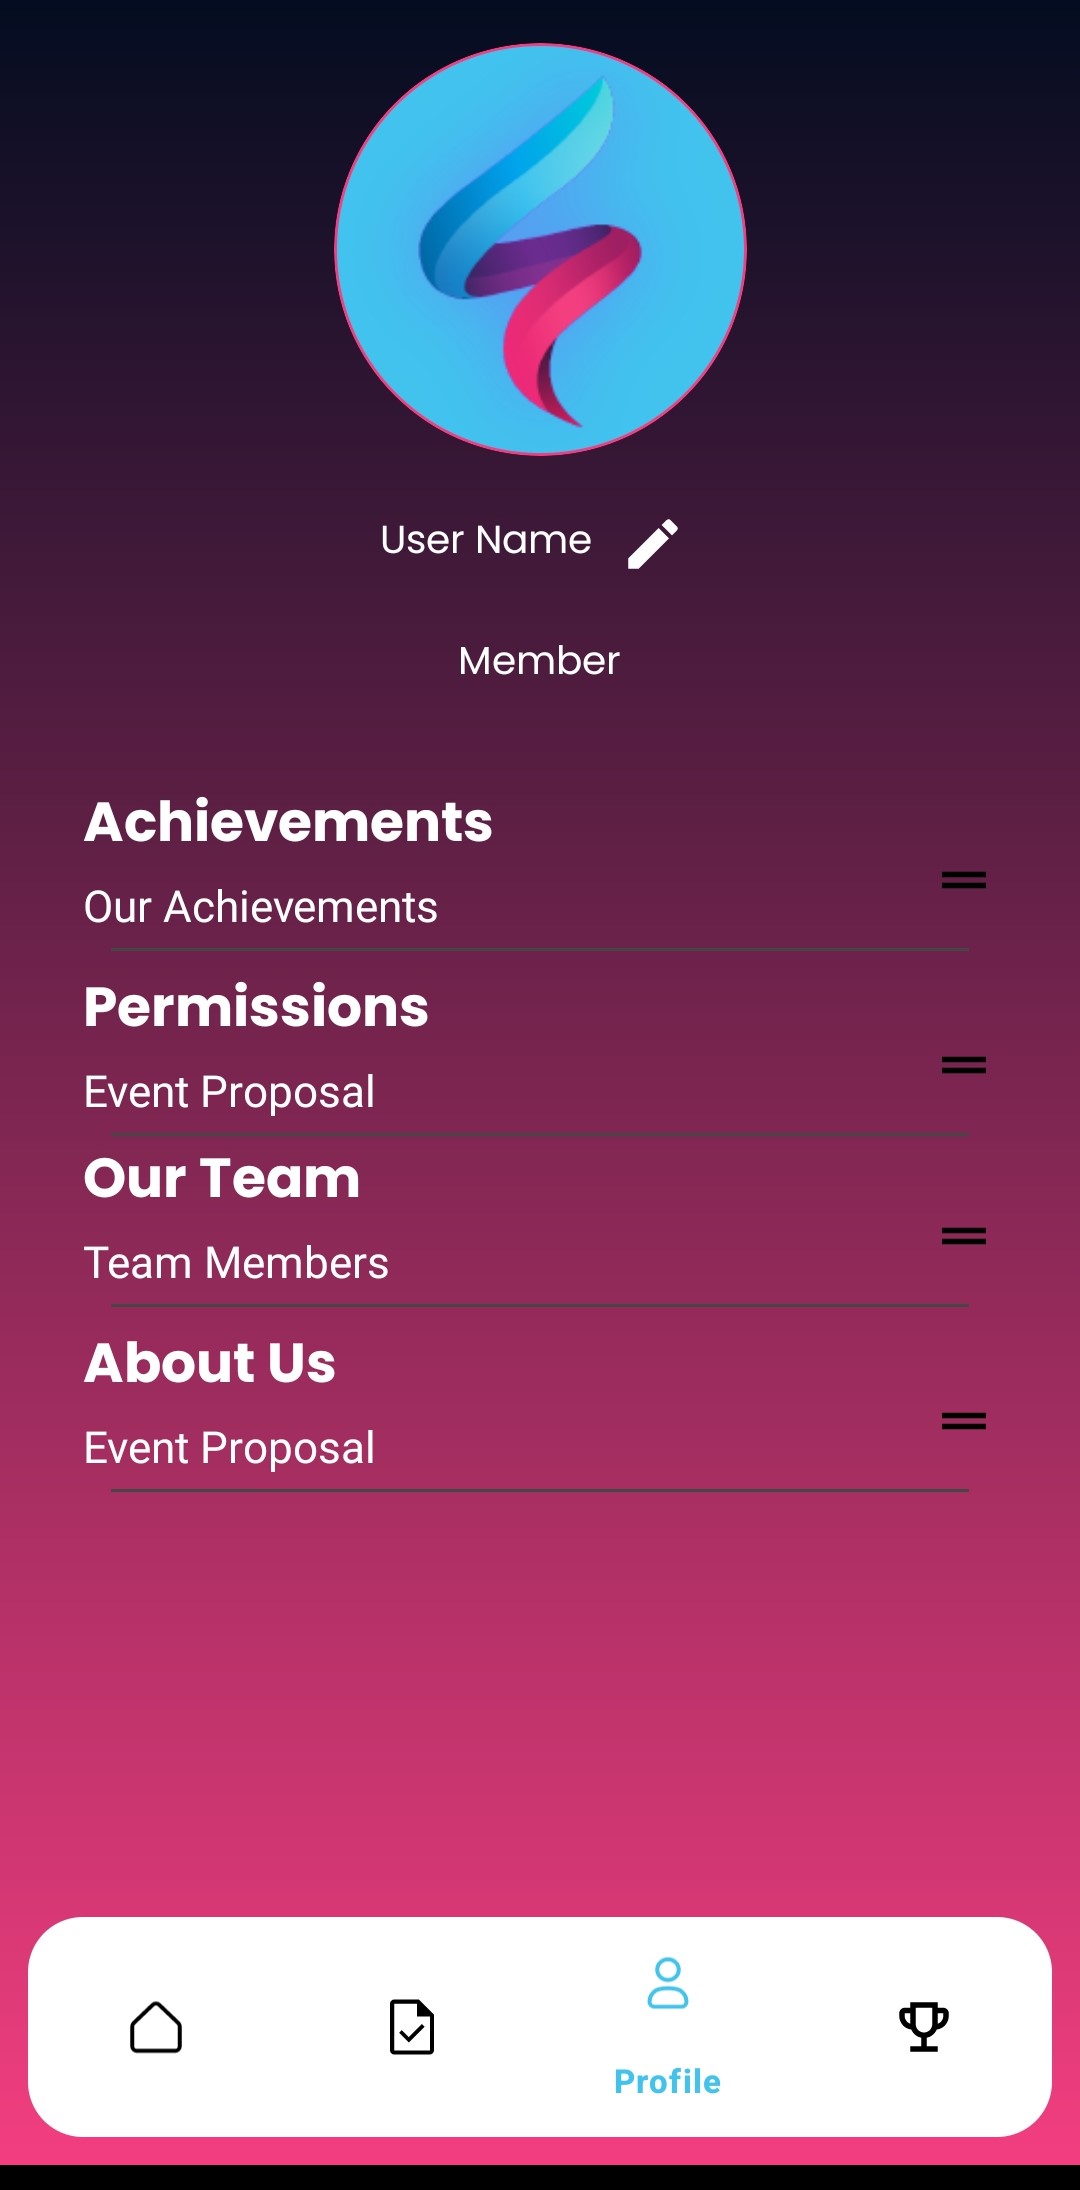 User Name
Member
Achievements
Our Achievements
Permissions
Event Proposal
Our Team
Team Members
About Us
Event Proposal
Profile